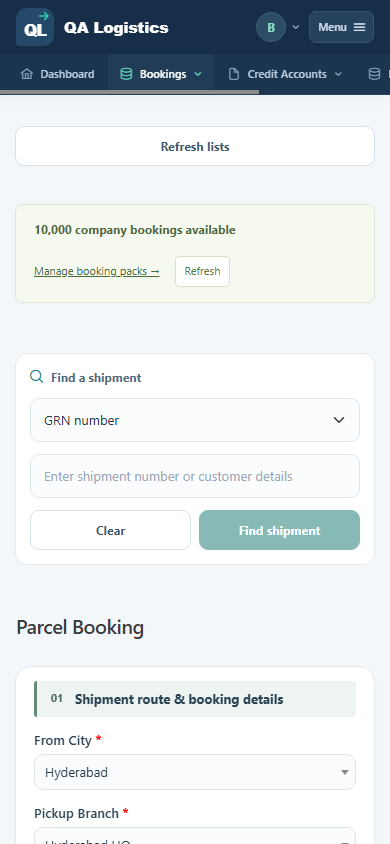 QL QA Logistics
B
Menu
Dashboard
Bookings
Credit Accounts
Refresh lists
10,000 company bookings available
Manage booking packs →
Refresh
Find a shipment
GRN number
Enter shipment number or customer details
Clear
Find shipment
Parcel Booking
01 Shipment route & booking details
From City *
Hyderabad
Pickup Branch *
Hyderabad HO